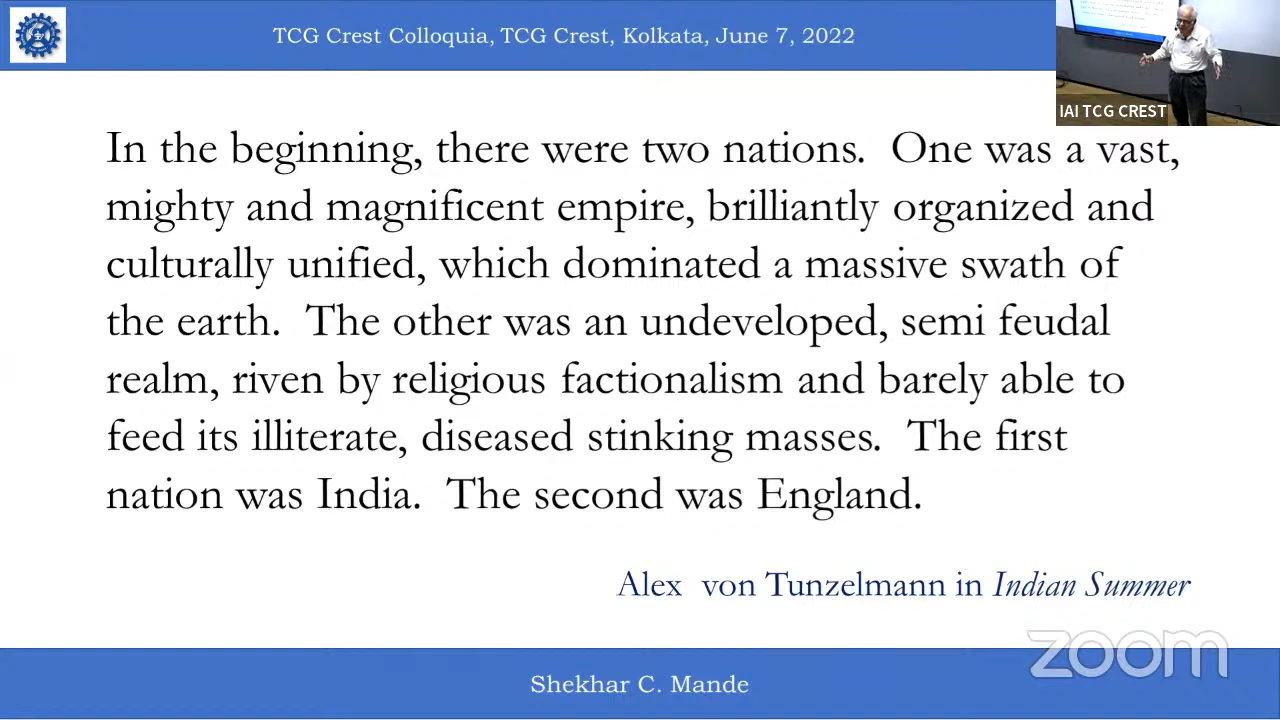 TCG Crest Colloquia, TCG Crest, Kolkata, June 7, 2022
IAI TCG CREST
In the beginning, there were two nations.  One was a vast,
mighty and magnificent empire, brilliantly organized and
culturally unified, which dominated a massive swath of
the earth.  The other was an undeveloped, semi feudal
realm, riven by religious factionalism and barely able to
feed its illiterate, diseased stinking masses.  The first
nation was India.  The second was England.
Alex  von Tunzelmann in Indian Summer
zoom
Shekhar C. Mande